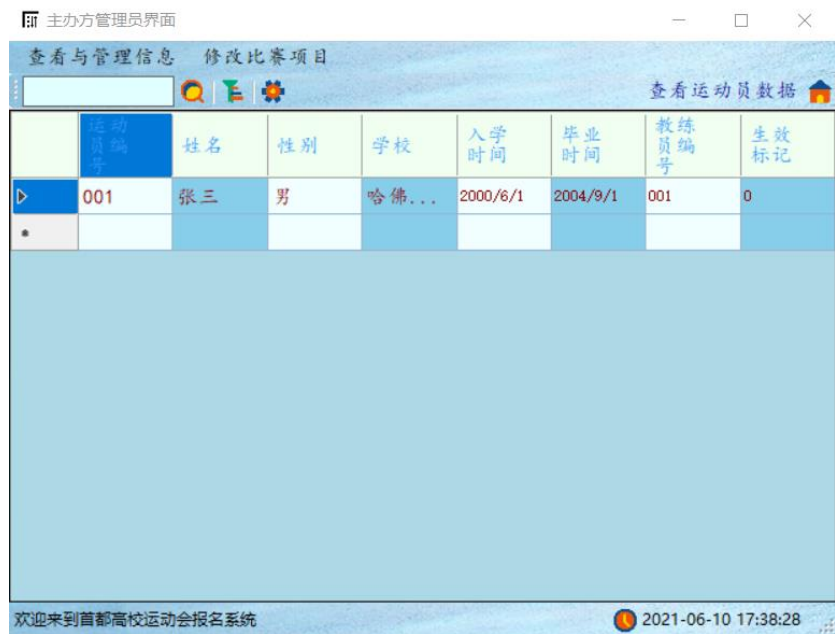 主办方管理员界面
查看与管理信息 修改比赛项目
查看运动员数据
运动员编号 姓名 性别 学校 入学时间 毕业时间 教练员编号 生效标记
001 张三 男 哈佛... 2000/6/1 2004/9/1 001 0
欢迎来到首都高校运动会报名系统 2021-06-10 17:38:28